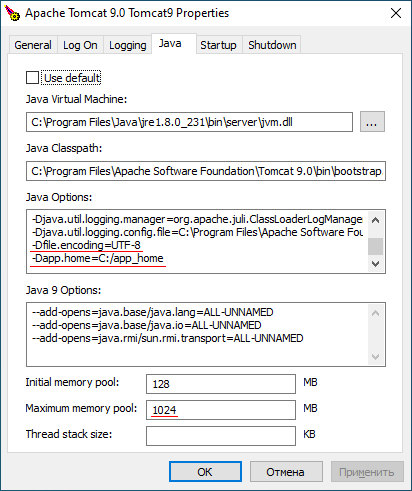 Apache Tomcat 9.0 Tomcat9 Properties
General Log On Logging Java Startup Shutdown
Use default
Java Virtual Machine:
C:\Program Files\Java\jre1.8.0_231\bin\server\jvm.dll
...
Java Classpath:
C:\Program Files\Apache Software Foundation\Tomcat 9.0\bin\bootstrap
Java Options:
-Djava.util.logging.manager=org.apache.juli.ClassLoaderLogManager
-Djava.util.logging.config.file=C:\Program Files\Apache Software Fou
-Dfile.encoding=UTF-8
-Dapp.home=C:/app_home
Java 9 Options:
--add-opens=java.base/java.lang=ALL-UNNAMED
--add-opens=java.base/java.io=ALL-UNNAMED
--add-opens=java.rmi/sun.rmi.transport=ALL-UNNAMED
Initial memory pool: 128 MB
Maximum memory pool: 1024 MB
Thread stack size: KB
OK Отмена Применить